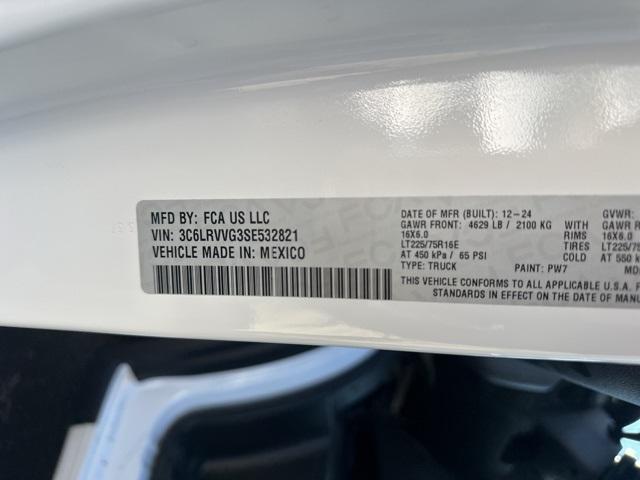 MFD BY: FCA US LLC
VIN: 3C6LRVVG3SE532821
VEHICLE MADE IN: MEXICO
DATE OF MFR (BUILT): 12-24 GVWR:
GAWR FRONT: 4629 LB / 2100 KG WITH GAWR
16X6.0 RIMS 16X6.0
LT225/75R16E TIRES LT225/75
AT 450 kPa / 65 PSI COLD AT 550 k
TYPE: TRUCK PAINT: PW7
THIS VEHICLE CONFORMS TO ALL APPLICABLE U.S.A. F
STANDARDS IN EFFECT ON THE DATE OF MANU